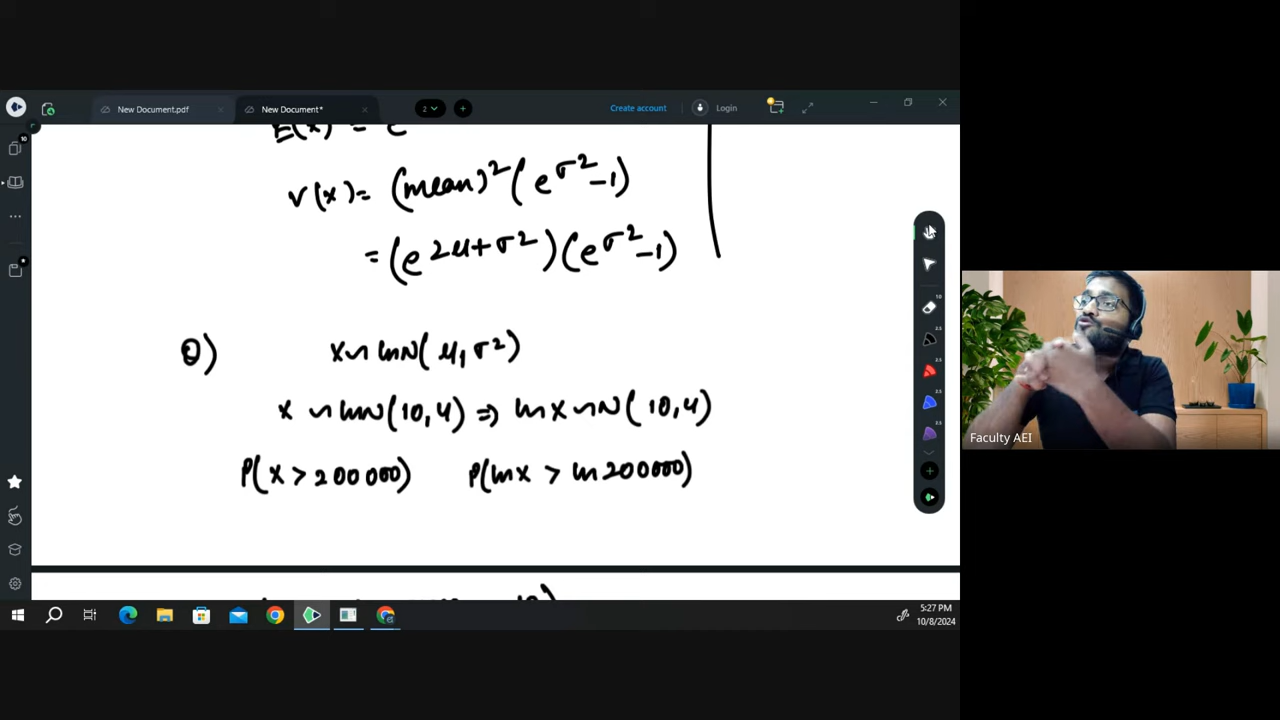 New Document.pdf
New Document*
2
Create account
Login
E(x) = e
V(x) = (mean)² (e^σ² -1)
= (e^2μ+σ²) (e^σ² -1)
Q) x ~ lnN( μ, σ²)
x ~ lnN(10,4) => ln x ~ N(10,4)
P(x > 200000) P(ln x > ln 200000)
Faculty AEI
5:27 PM
10/8/2024